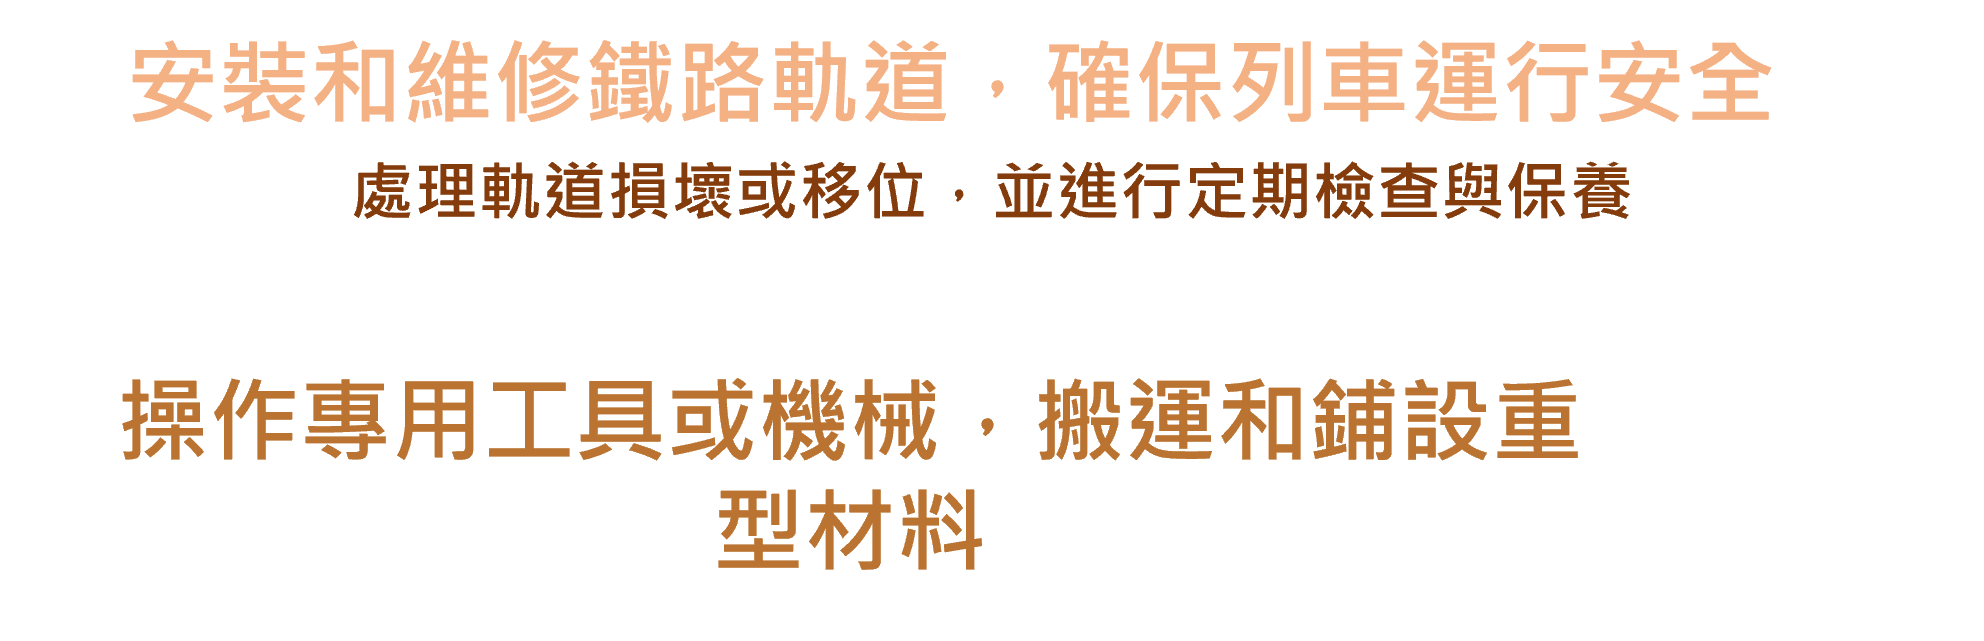 安裝和維修鐵路軌道，確保列車運行安全
處理軌道損壞或移位，並進行定期檢查與保養
操作專用工具或機械，搬運和鋪設重
型材料